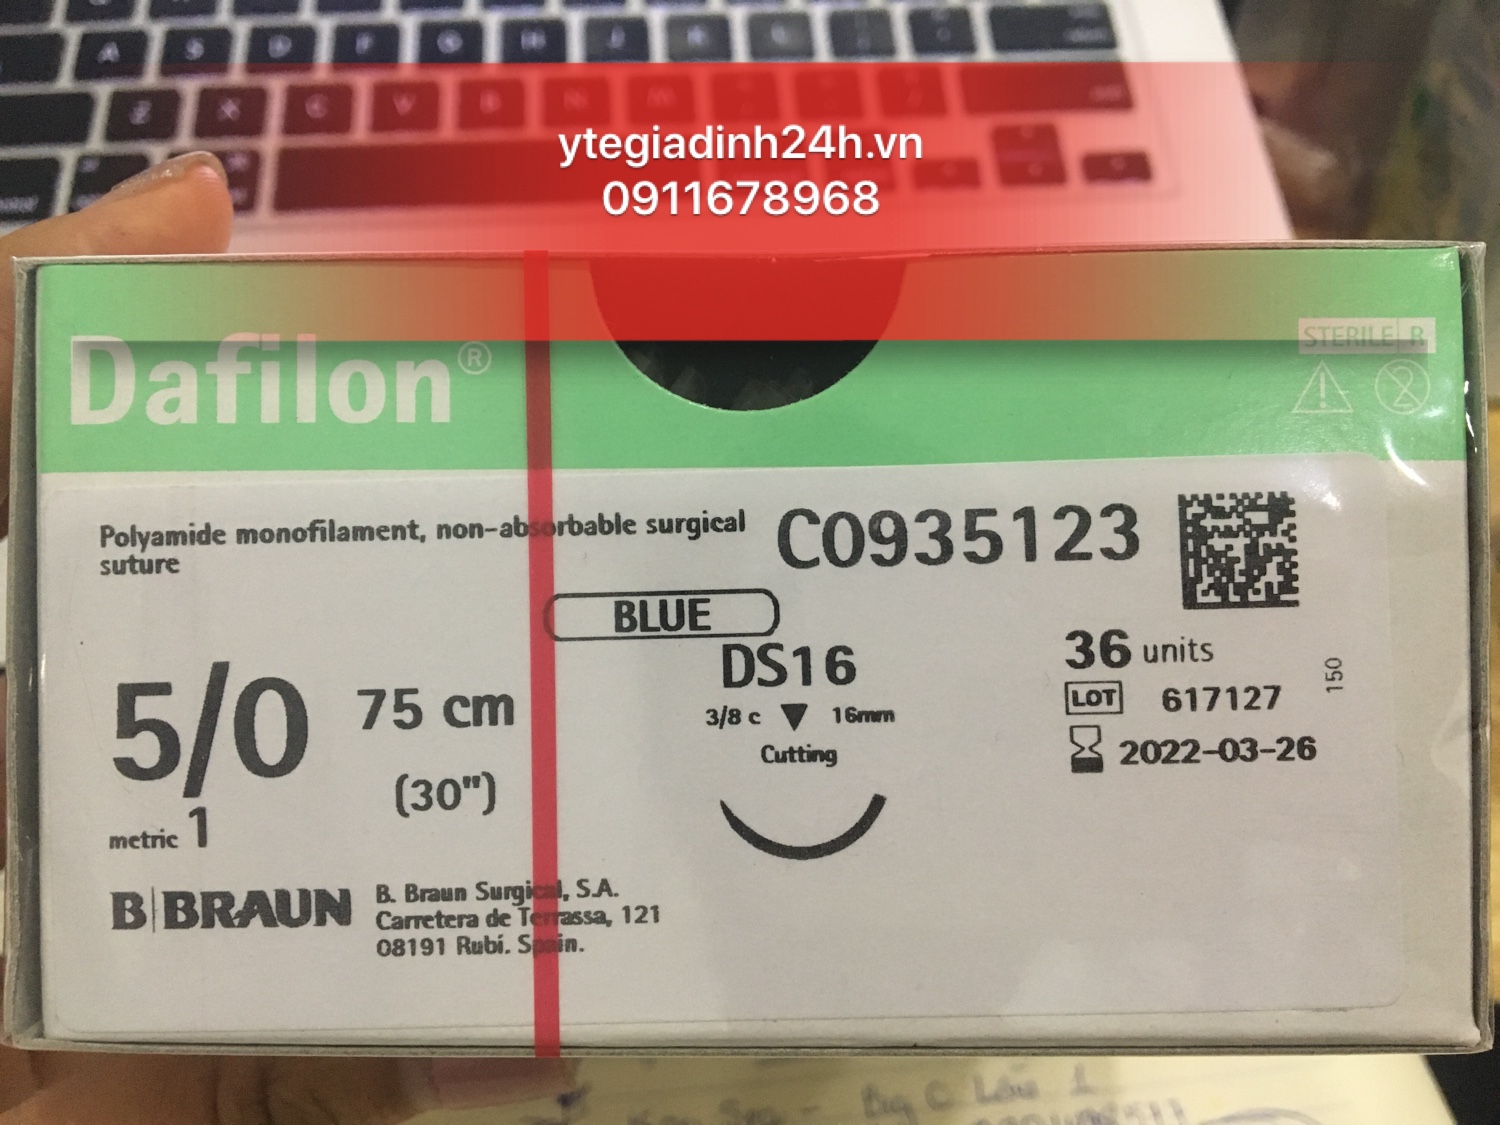 A S D F G H J K L
Z X C V B N M
ytegiadinh24h.vn
0911678968
Dafilon®
STERILE R
2
Polyamide monofilament, non-absorbable surgical
suture
C0935123
BLUE
DS16
3/8 c 16mm
Cutting
5/0 75 cm
(30")
metric 1
36 units
LOT 617127
2022-03-26
150
B|BRAUN
B. Braun Surgical, S.A.
Carretera de Terrassa, 121
08191 Rubí. Spain.
Big C